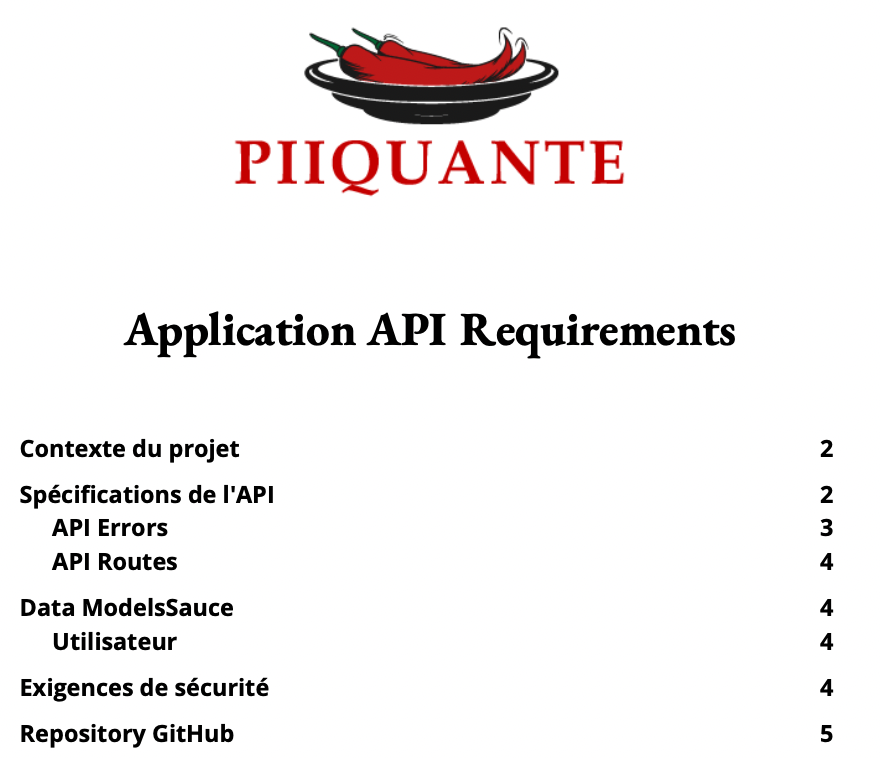 PIIQUANTE
Application API Requirements
Contexte du projet 2
Spécifications de l'API 2
API Errors 3
API Routes 4
Data ModelsSauce 4
Utilisateur 4
Exigences de sécurité 4
Repository GitHub 5